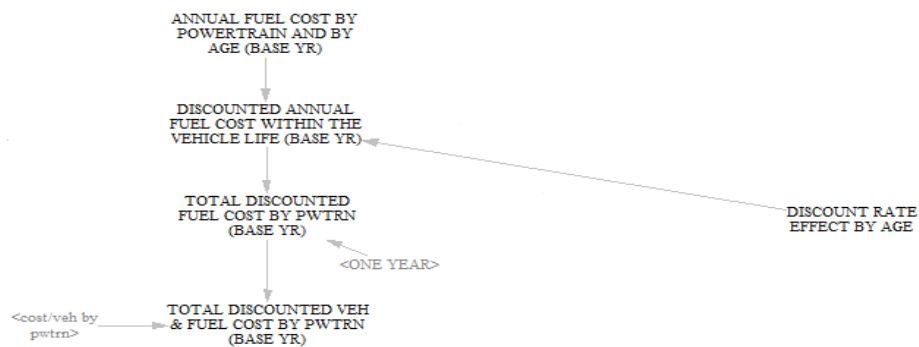 ANNUAL FUEL COST BY
POWERTRAIN AND BY
AGE (BASE YR)
DISCOUNTED ANNUAL
FUEL COST WITHIN THE
VEHICLE LIFE (BASE YR)
TOTAL DISCOUNTED
FUEL COST BY PWTRN
(BASE YR)
DISCOUNT RATE
EFFECT BY AGE
<ONE YEAR>
<cost/veh by
pwtrn>
TOTAL DISCOUNTED VEH
& FUEL COST BY PWTRN
(BASE YR)